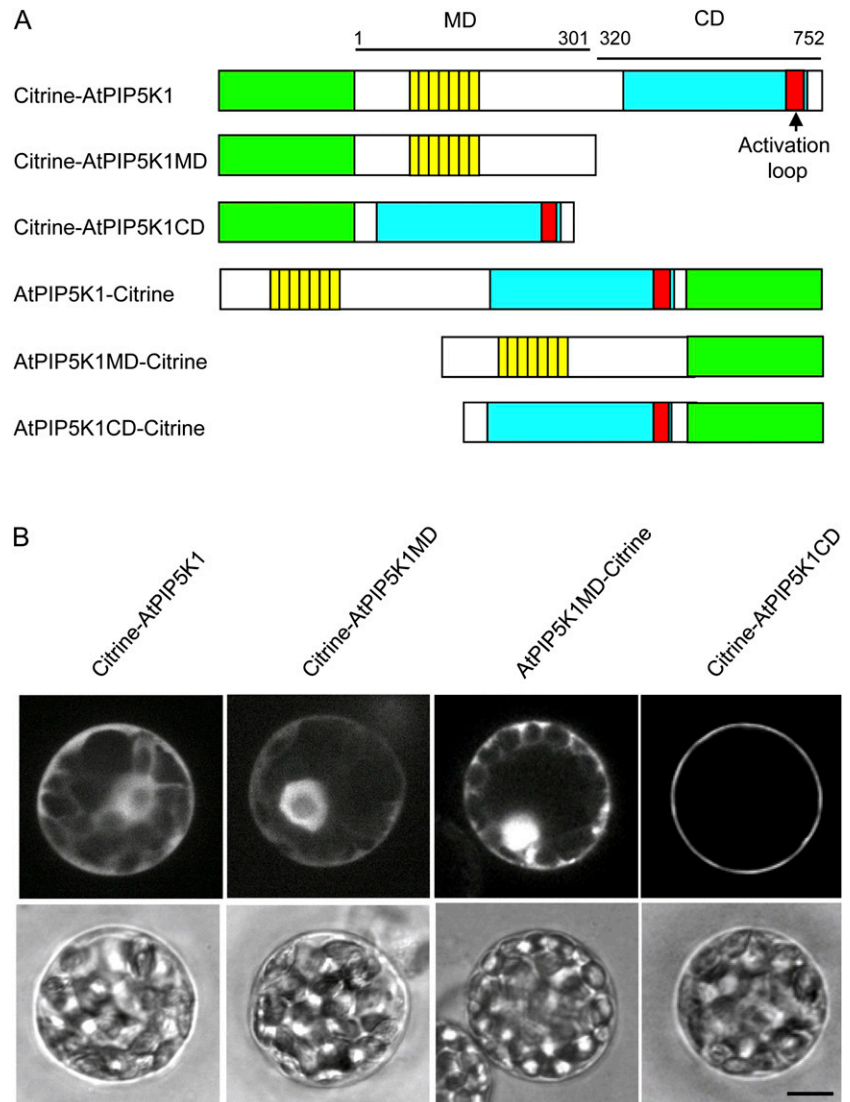 A
MD
CD
1
301
320
752
Citrine-AtPIP5K1
Activation
loop
Citrine-AtPIP5K1MD
Citrine-AtPIP5K1CD
AtPIP5K1-Citrine
AtPIP5K1MD-Citrine
AtPIP5K1CD-Citrine
B
Citrine-AtPIP5K1
Citrine-AtPIP5K1MD
AtPIP5K1MD-Citrine
Citrine-AtPIP5K1CD